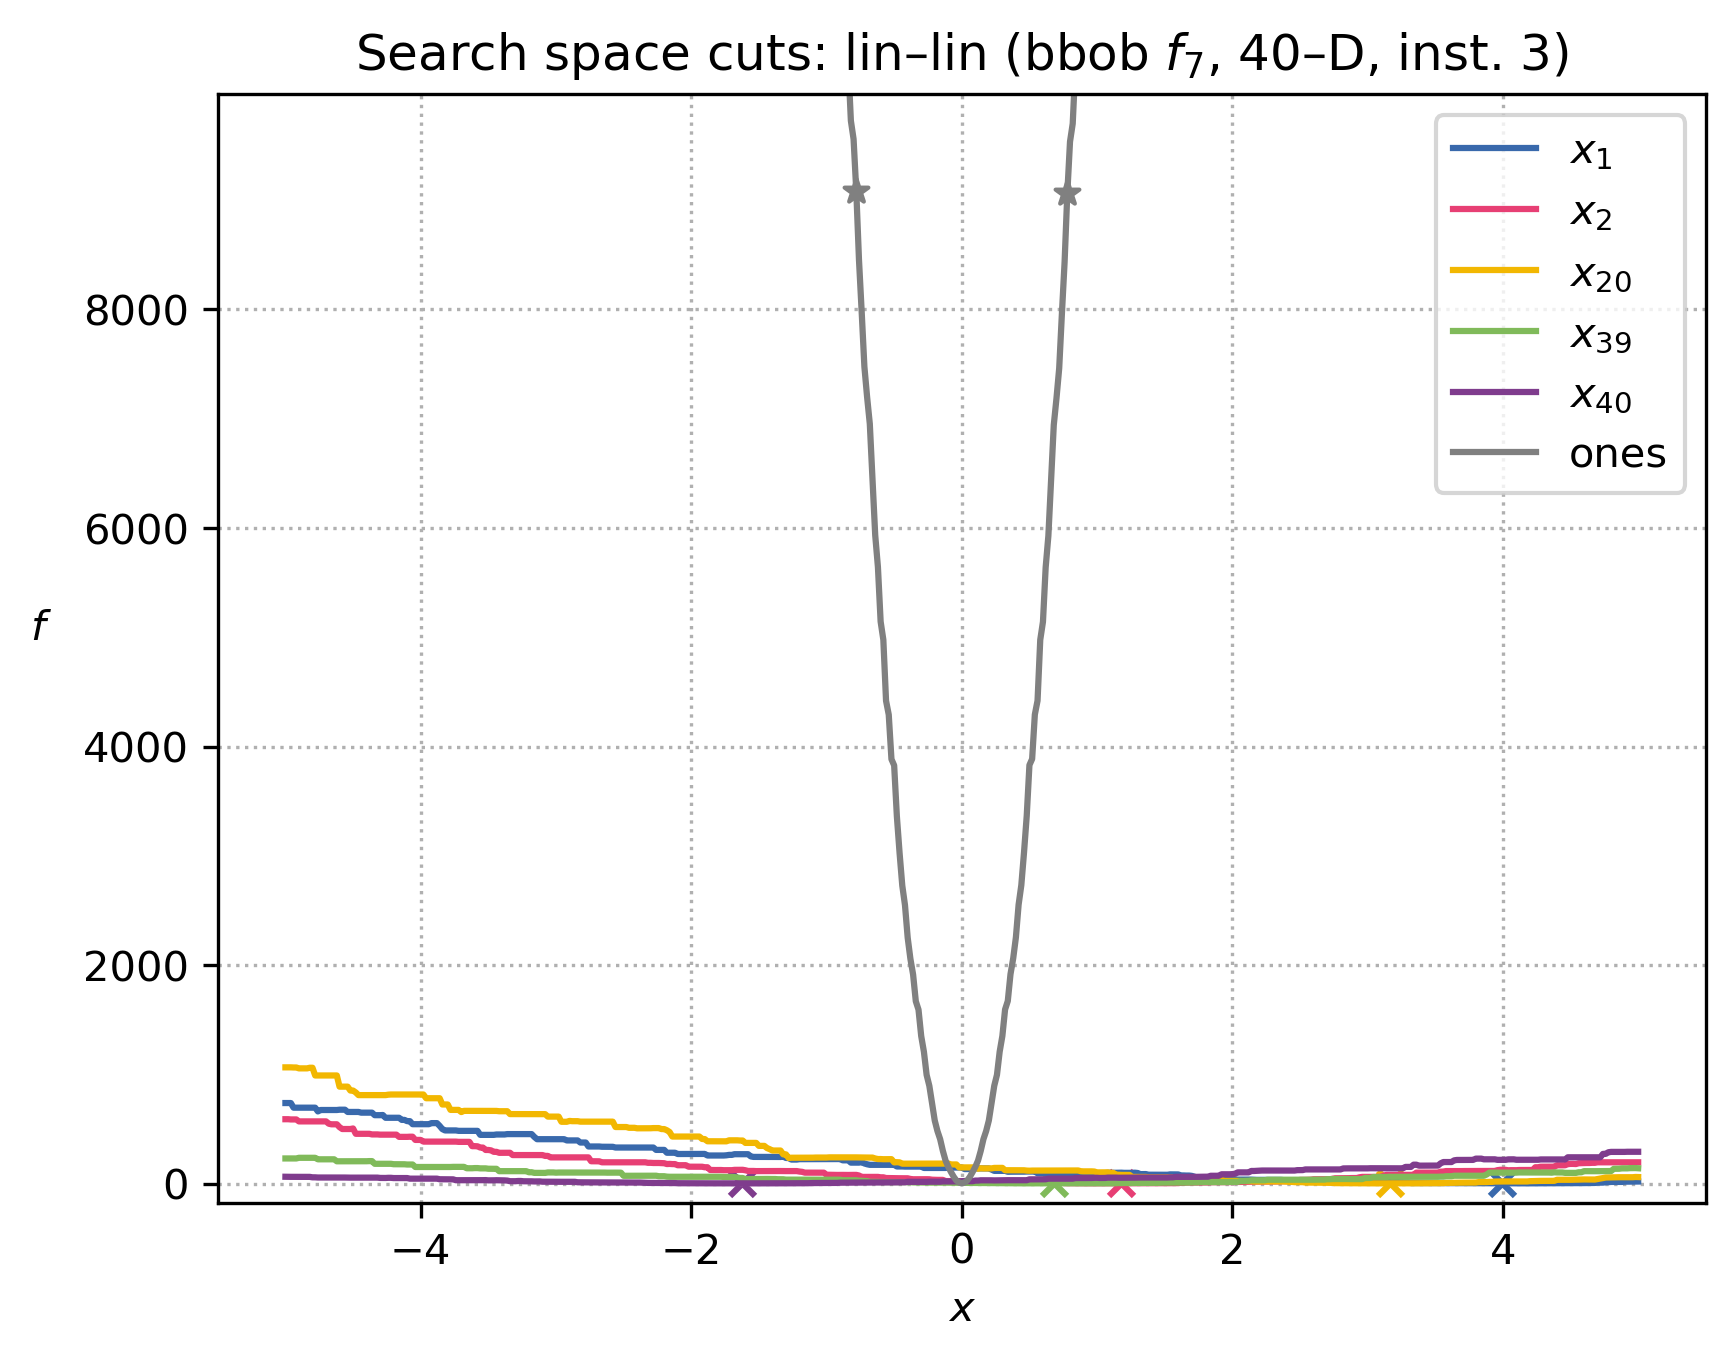 Search space cuts: lin–lin (bbob f₇, 40–D, inst. 3)
x₁
x₂
x₂₀
x₃₉
x₄₀
ones
8000
6000
4000
2000
0
f
−4 −2 0 2 4
x